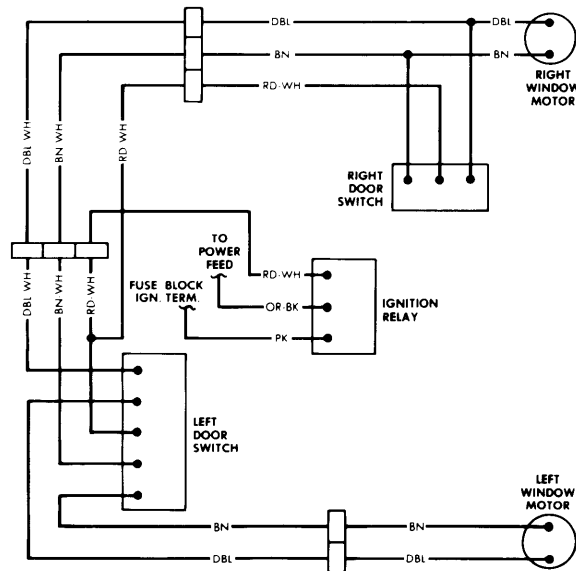 DBL
DBL
BN
BN
RD-WH
RIGHT
WINDOW
MOTOR
DBL-WH
BN-WH
RD-WH
RIGHT
DOOR
SWITCH
TO
POWER
FEED
RD-WH
FUSE BLOCK
IGN. TERM.
OR-BK
PK
IGNITION
RELAY
DBL-WH
BN-WH
RD-WH
LEFT
DOOR
SWITCH
LEFT
WINDOW
MOTOR
BN
BN
DBL
DBL